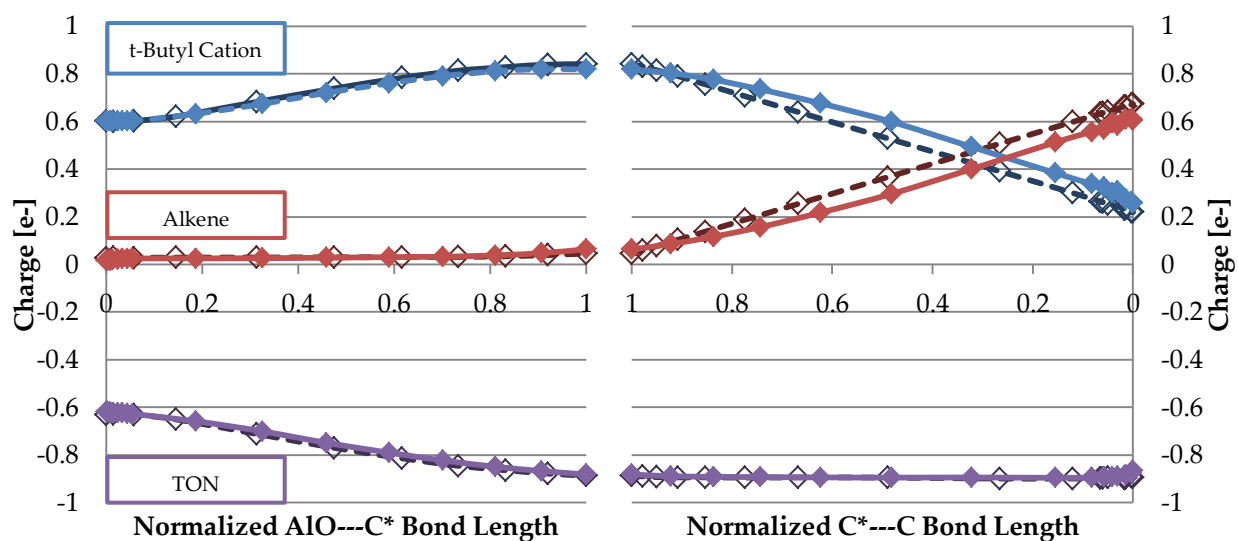 1
0.8
0.6
0.4
0.2
0
-0.2
-0.4
-0.6
-0.8
-1
Charge [e-]
t-Butyl Cation
Alkene
TON
0 0.2 0.4 0.6 0.8 1
Normalized AlO---C* Bond Length
1 0.8 0.6 0.4 0.2 0
Normalized C*---C Bond Length
1
0.8
0.6
0.4
0.2
0
-0.2
-0.4
-0.6
-0.8
-1
Charge [e-]